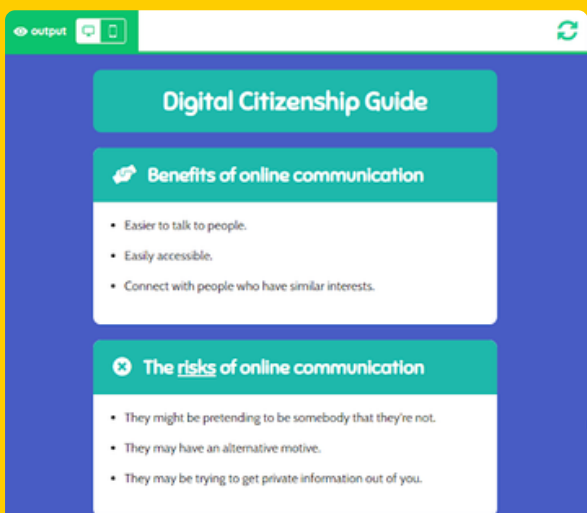 output
Digital Citizenship Guide
Benefits of online communication
Easier to talk to people.
Easily accessible.
Connect with people who have similar interests.
The risks of online communication
They might be pretending to be somebody that they're not.
They may have an alternative motive.
They may be trying to get private information out of you.